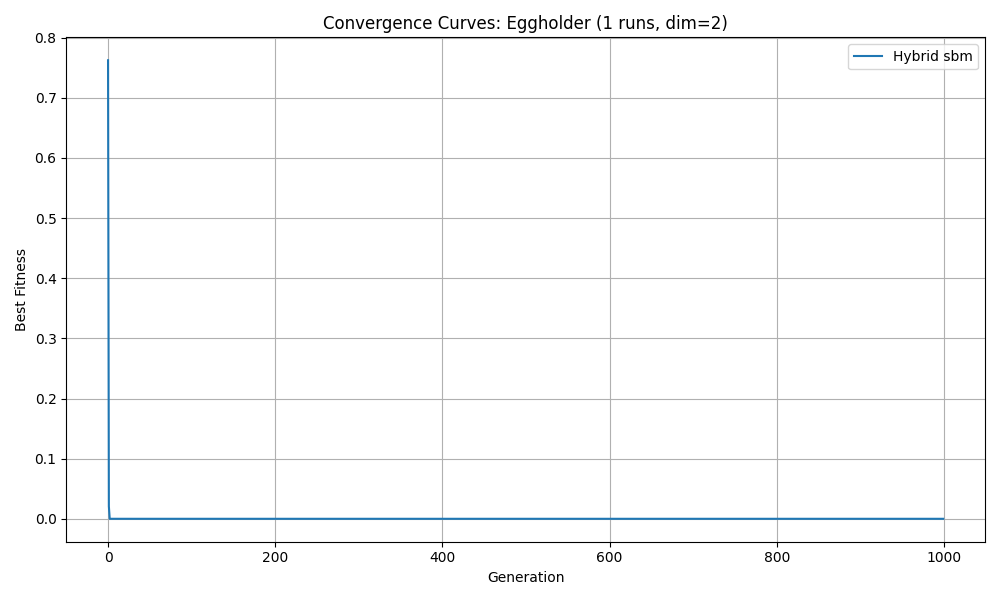 Convergence Curves: Eggholder (1 runs, dim=2)
Hybrid sbm
Best Fitness
0.8
0.7
0.6
0.5
0.4
0.3
0.2
0.1
0.0
0 200 400 600 800 1000
Generation